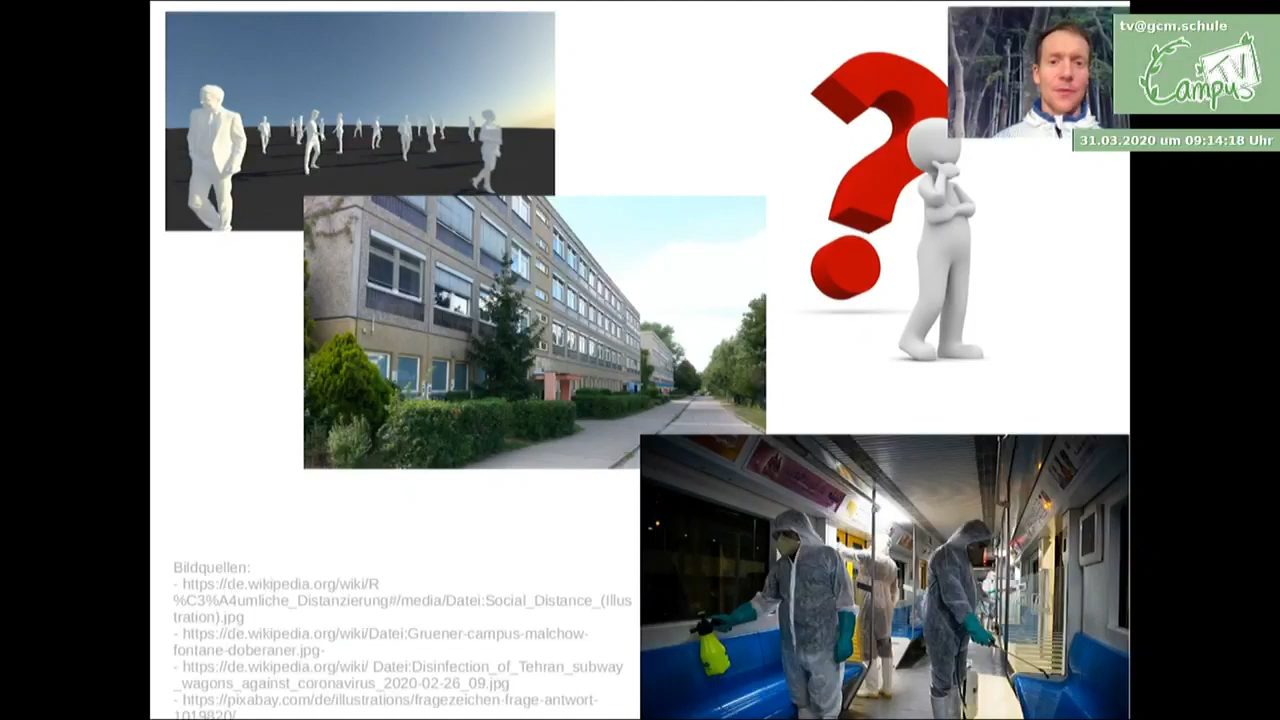 tv@gcm.schule
TV
Campus
31.03.2020 um 09:14:18 Uhr
Bildquellen:
- https://de.wikipedia.org/wiki/R
%C3%A4umliche_Distanzierung#/media/Datei:Social_Distance_(Illus
tration).jpg
- https://de.wikipedia.org/wiki/Datei:Gruener-campus-malchow-
fontane-doberaner.jpg-
- https://de.wikipedia.org/wiki/ Datei:Disinfection_of_Tehran_subway
_wagons_against_coronavirus_2020-02-26_09.jpg
- https://pixabay.com/de/illustrations/fragezeichen-frage-antwort-
1019820/